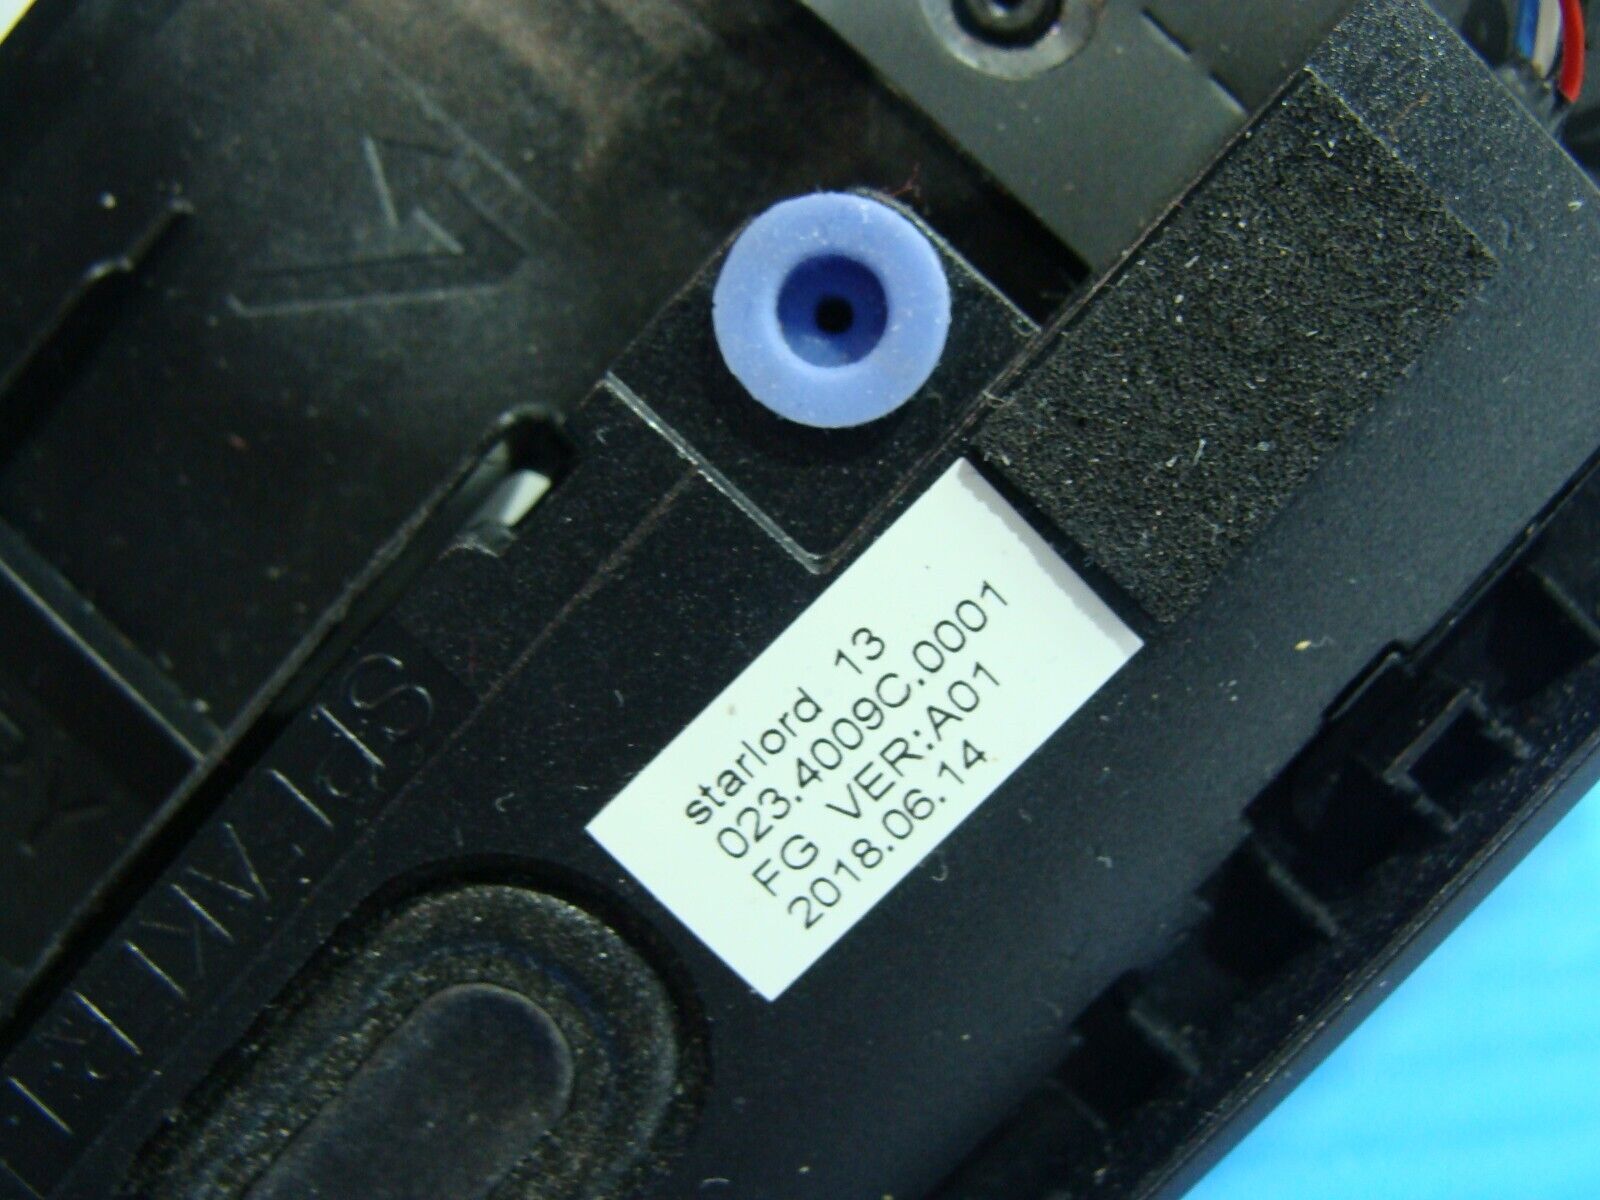 starlord 13
023.4009C.0001
FG VER:A01
2018.06.14
SPEAKER